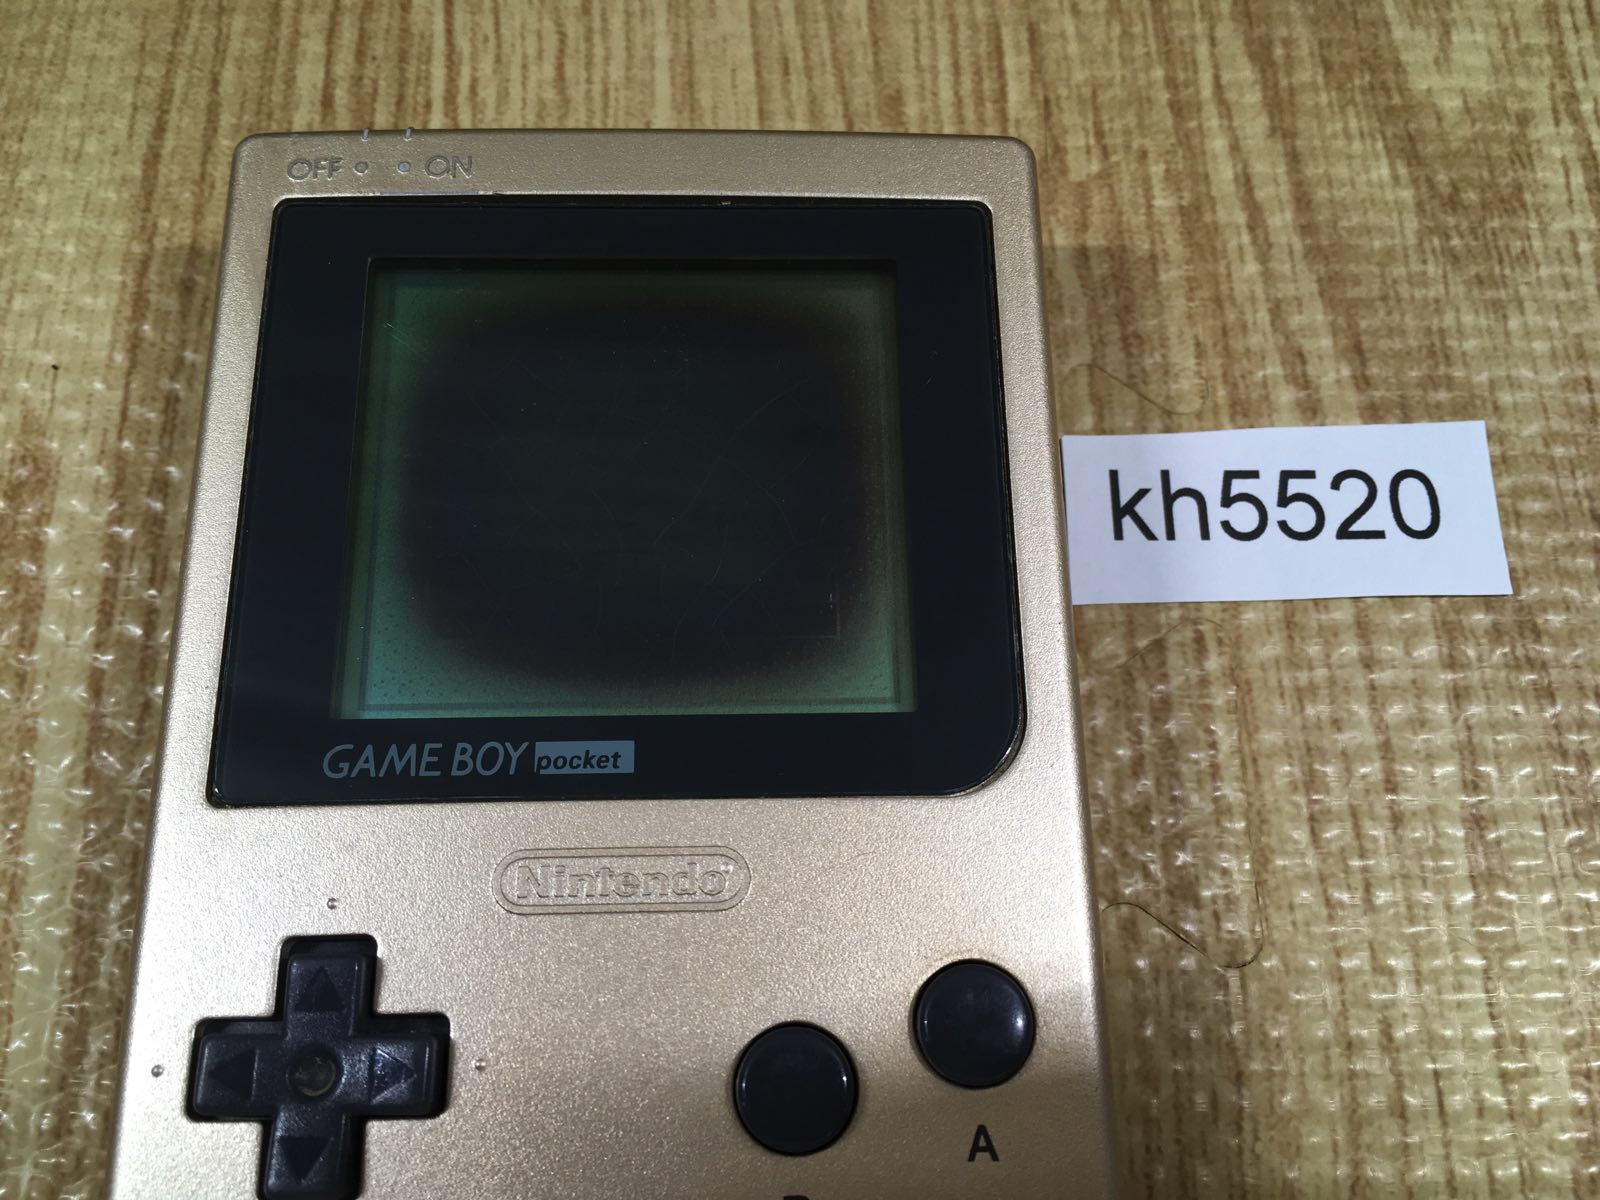 OFF ON
kh5520
GAME BOY pocket
Nintendo
A